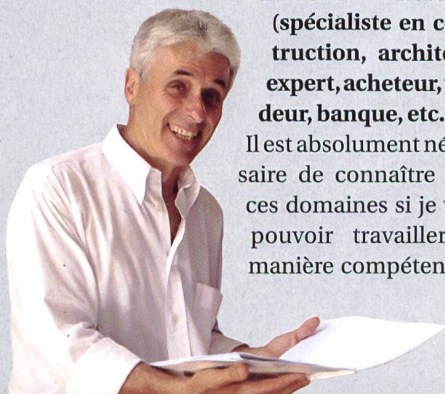 (spécialiste en c
truction, archite
expert, acheteur,
deur, banque, etc.
Il est absolument né
saire de connaître
ces domaines si je
pouvoir travailler
manière compéten